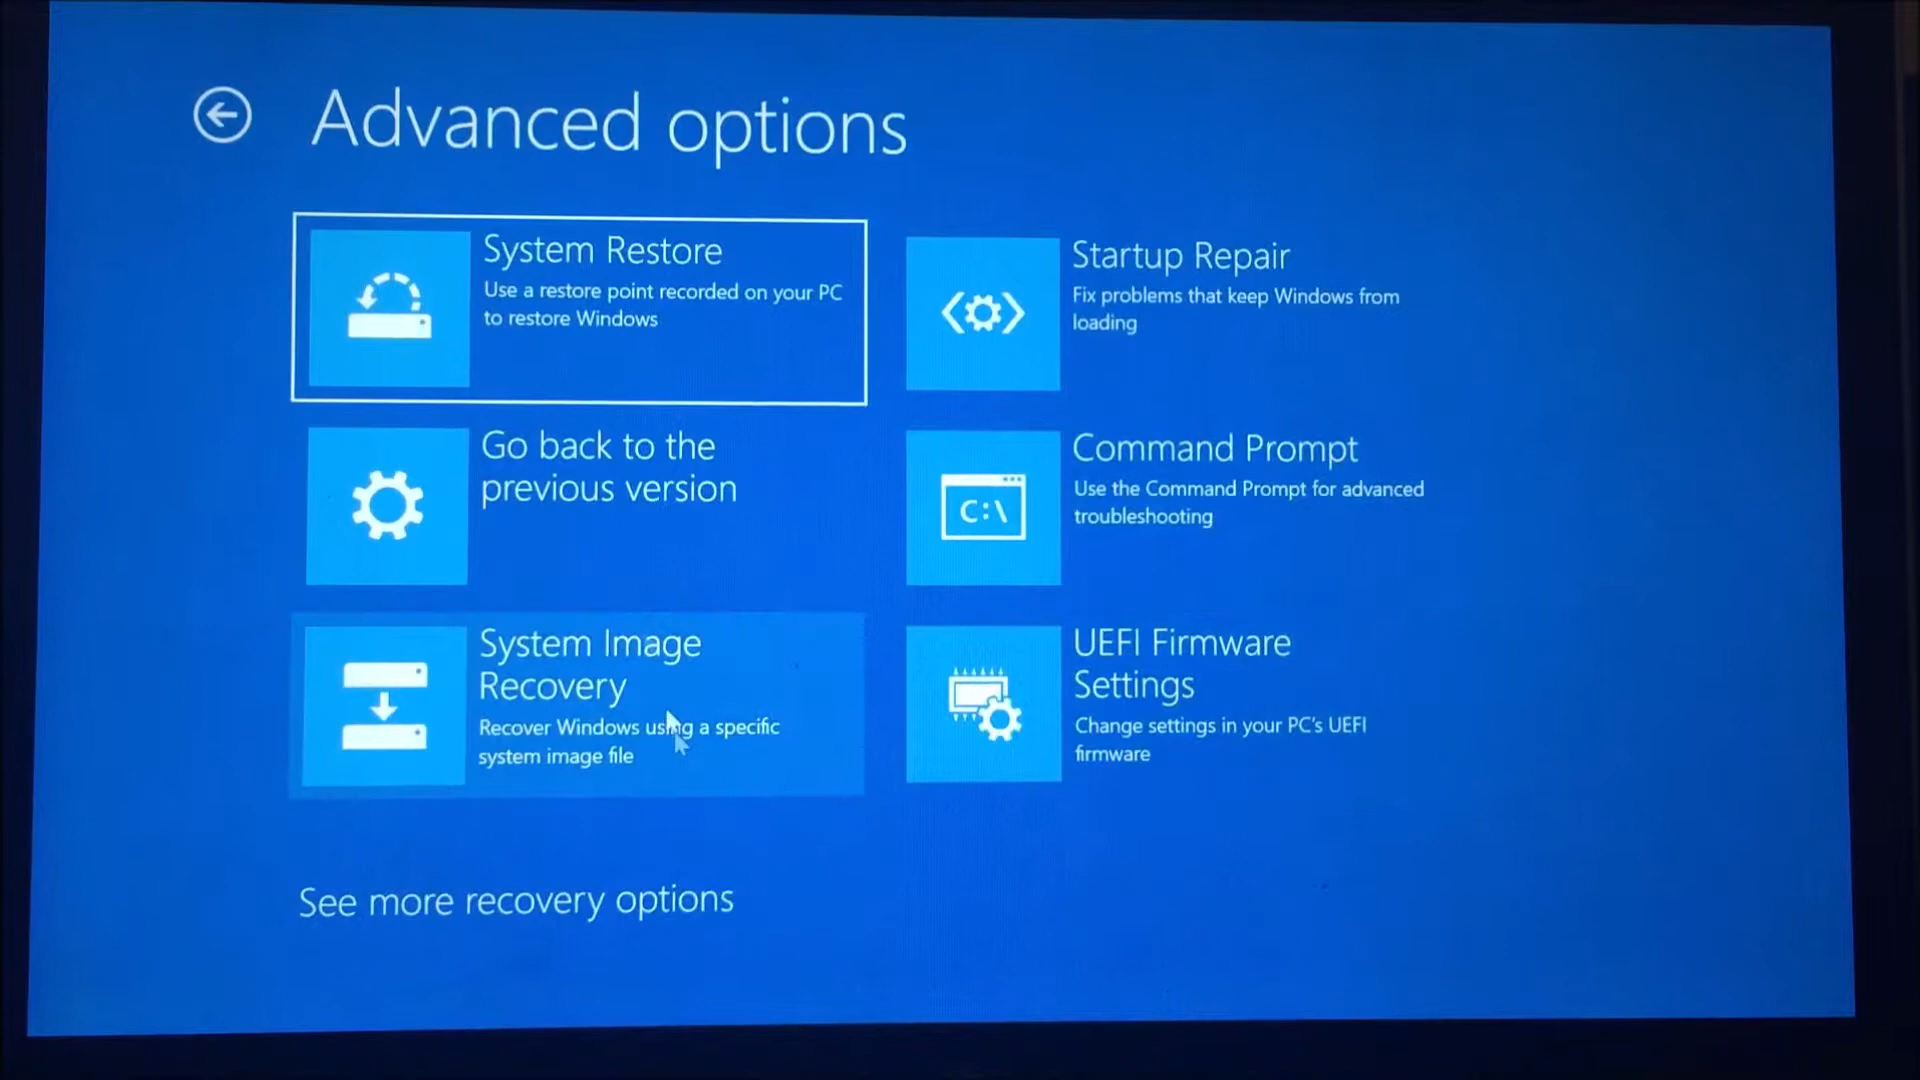 Advanced options
System Restore
Use a restore point recorded on your PC
to restore Windows
Startup Repair
Fix problems that keep Windows from
loading
Go back to the
previous version
C:\
Command Prompt
Use the Command Prompt for advanced
troubleshooting
System Image
Recovery
Recover Windows using a specific
system image file
UEFI Firmware
Settings
Change settings in your PC's UEFI
firmware
See more recovery options